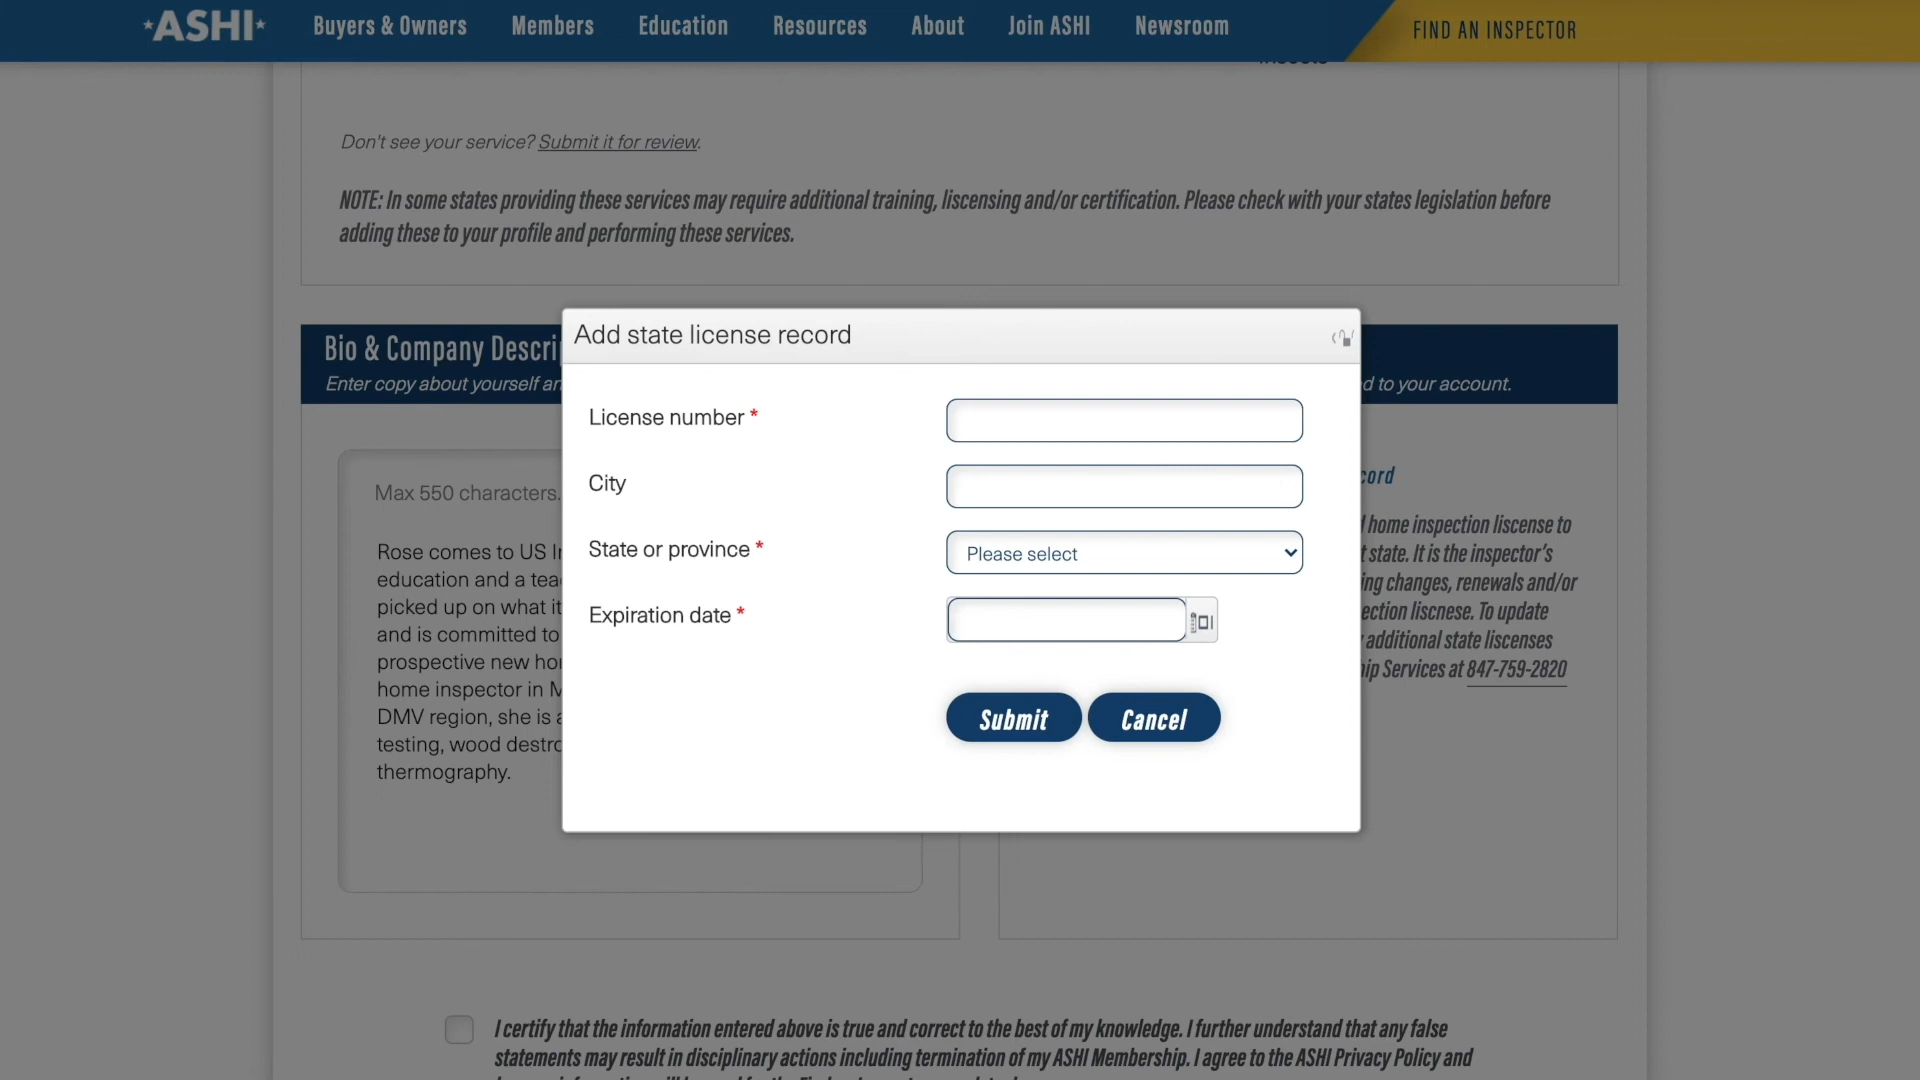 ASHI
Buyers & Owners
Members
Education
Resources
About
Join ASHI
Newsroom
FIND AN INSPECTOR
Don't see your service? Submit it for review.
NOTE: In some states providing these services may require additional training, liscensing and/or certification. Please check with your states legislation before
adding these to your profile and performing these services.
Bio & Company
Enter copy about yourself
d to your account.
Max 550 characters.
Rose comes to US
education and a
picked up on what it
and is committed to
prospective new
home inspector in
DMV region, she is
testing, wood
thermography.
Add state license record
License number *
City
State or province *
Please select
Expiration date *
Submit
Cancel
home inspection liscense to
state. It is the inspector's
changes, renewals and/or
liscnese. To update
additional state liscenses
Services at 847-759-2820
I certify that the information entered above is true and correct to the best of my knowledge. I further understand that any false
statements may result in disciplinary actions including termination of my ASHI Membership. I agree to the ASHI Privacy Policy and